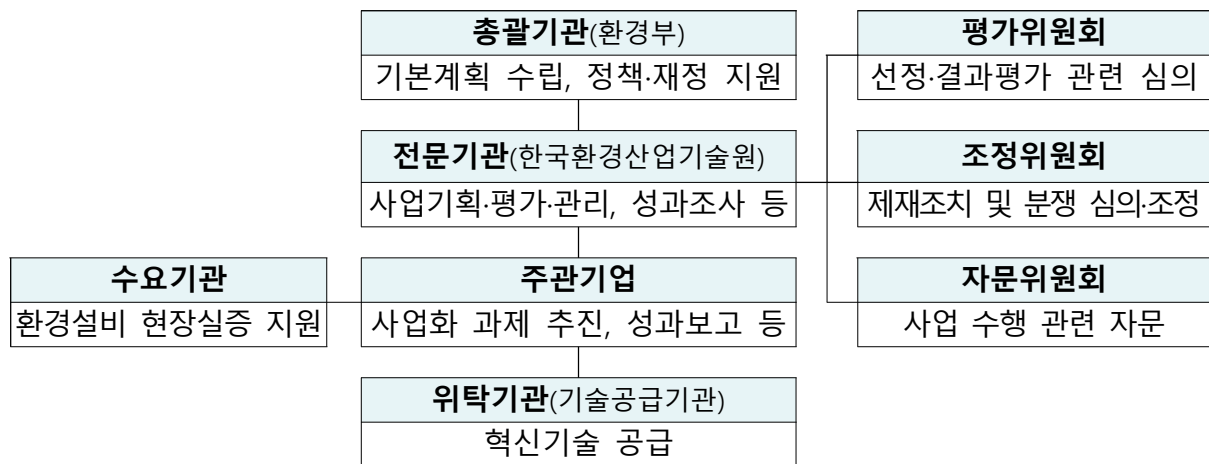 총괄기관(환경부)
기본계획 수립, 정책·재정 지원
평가위원회
선정·결과평가 관련 심의
전문기관(한국환경산업기술원)
사업기획·평가·관리, 성과조사 등
조정위원회
제재조치 및 분쟁 심의·조정
수요기관
환경설비 현장실증 지원
주관기업
사업화 과제 추진, 성과보고 등
자문위원회
사업 수행 관련 자문
위탁기관(기술공급기관)
혁신기술 공급